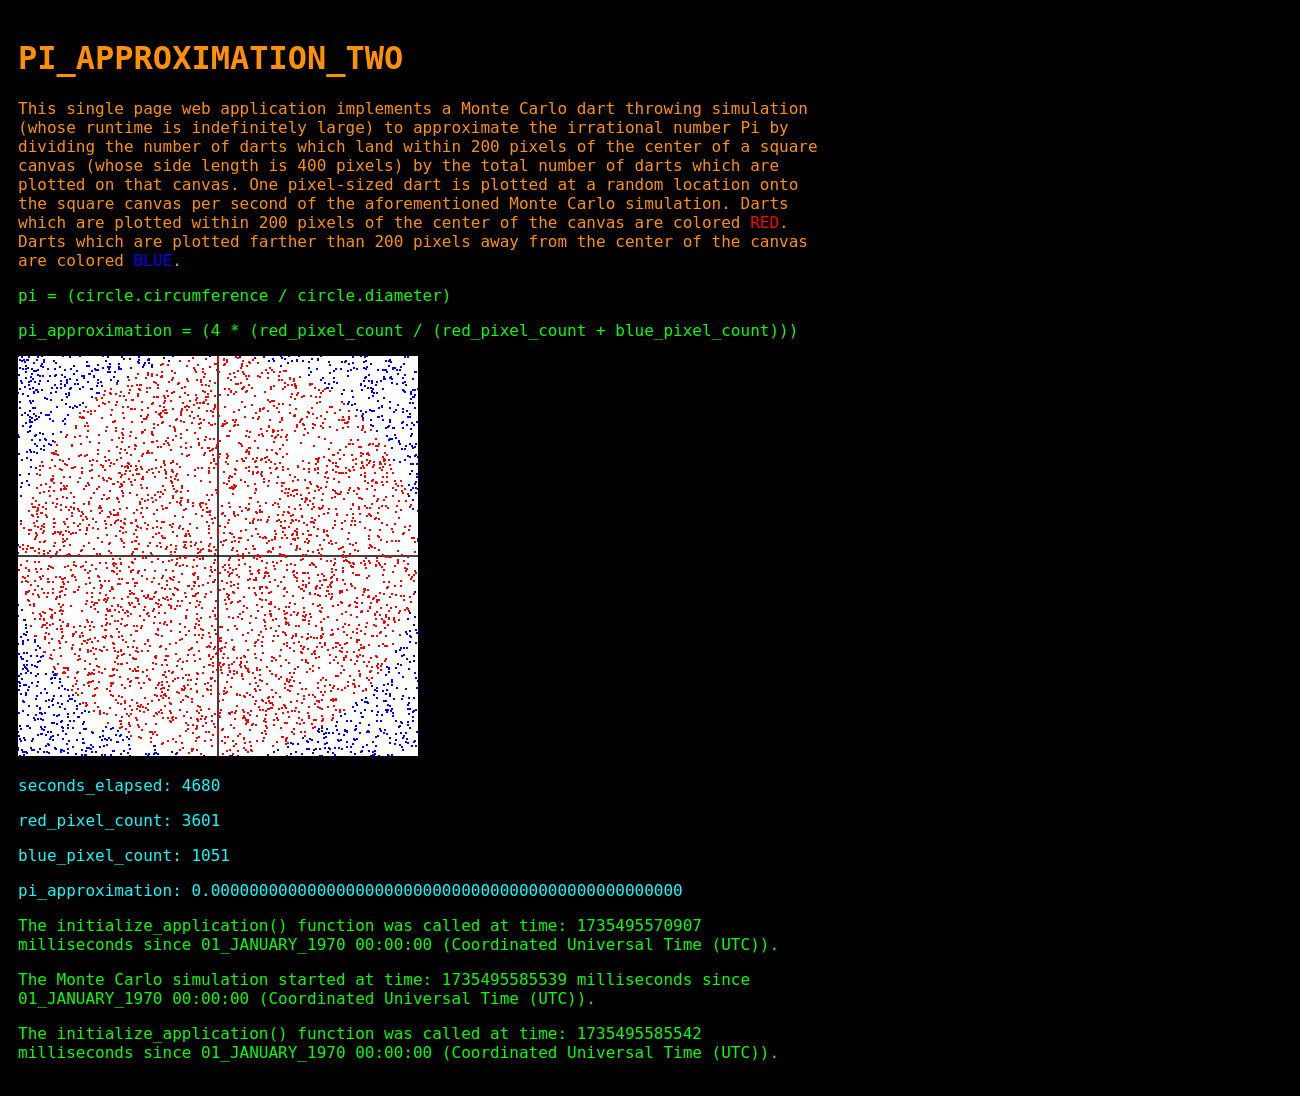 PI_APPROXIMATION_TWO
This single page web application implements a Monte Carlo dart throwing simulation
(whose runtime is indefinitely large) to approximate the irrational number Pi by
dividing the number of darts which land within 200 pixels of the center of a square
canvas (whose side length is 400 pixels) by the total number of darts which are
plotted on that canvas. One pixel-sized dart is plotted at a random location onto
the square canvas per second of the aforementioned Monte Carlo simulation. Darts
which are plotted within 200 pixels of the center of the canvas are colored RED.
Darts which are plotted farther than 200 pixels away from the center of the canvas
are colored BLUE.
pi = (circle.circumference / circle.diameter)
pi_approximation = (4 * (red_pixel_count / (red_pixel_count + blue_pixel_count)))
seconds_elapsed: 4680
red_pixel_count: 3601
blue_pixel_count: 1051
pi_approximation: 0.0000000000000000000000000000000000000000000000000
The initialize_application() function was called at time: 1735495570907
milliseconds since 01_JANUARY_1970 00:00:00 (Coordinated Universal Time (UTC)).
The Monte Carlo simulation started at time: 1735495585539 milliseconds since
01_JANUARY_1970 00:00:00 (Coordinated Universal Time (UTC)).
The initialize_application() function was called at time: 1735495585542
milliseconds since 01_JANUARY_1970 00:00:00 (Coordinated Universal Time (UTC)).